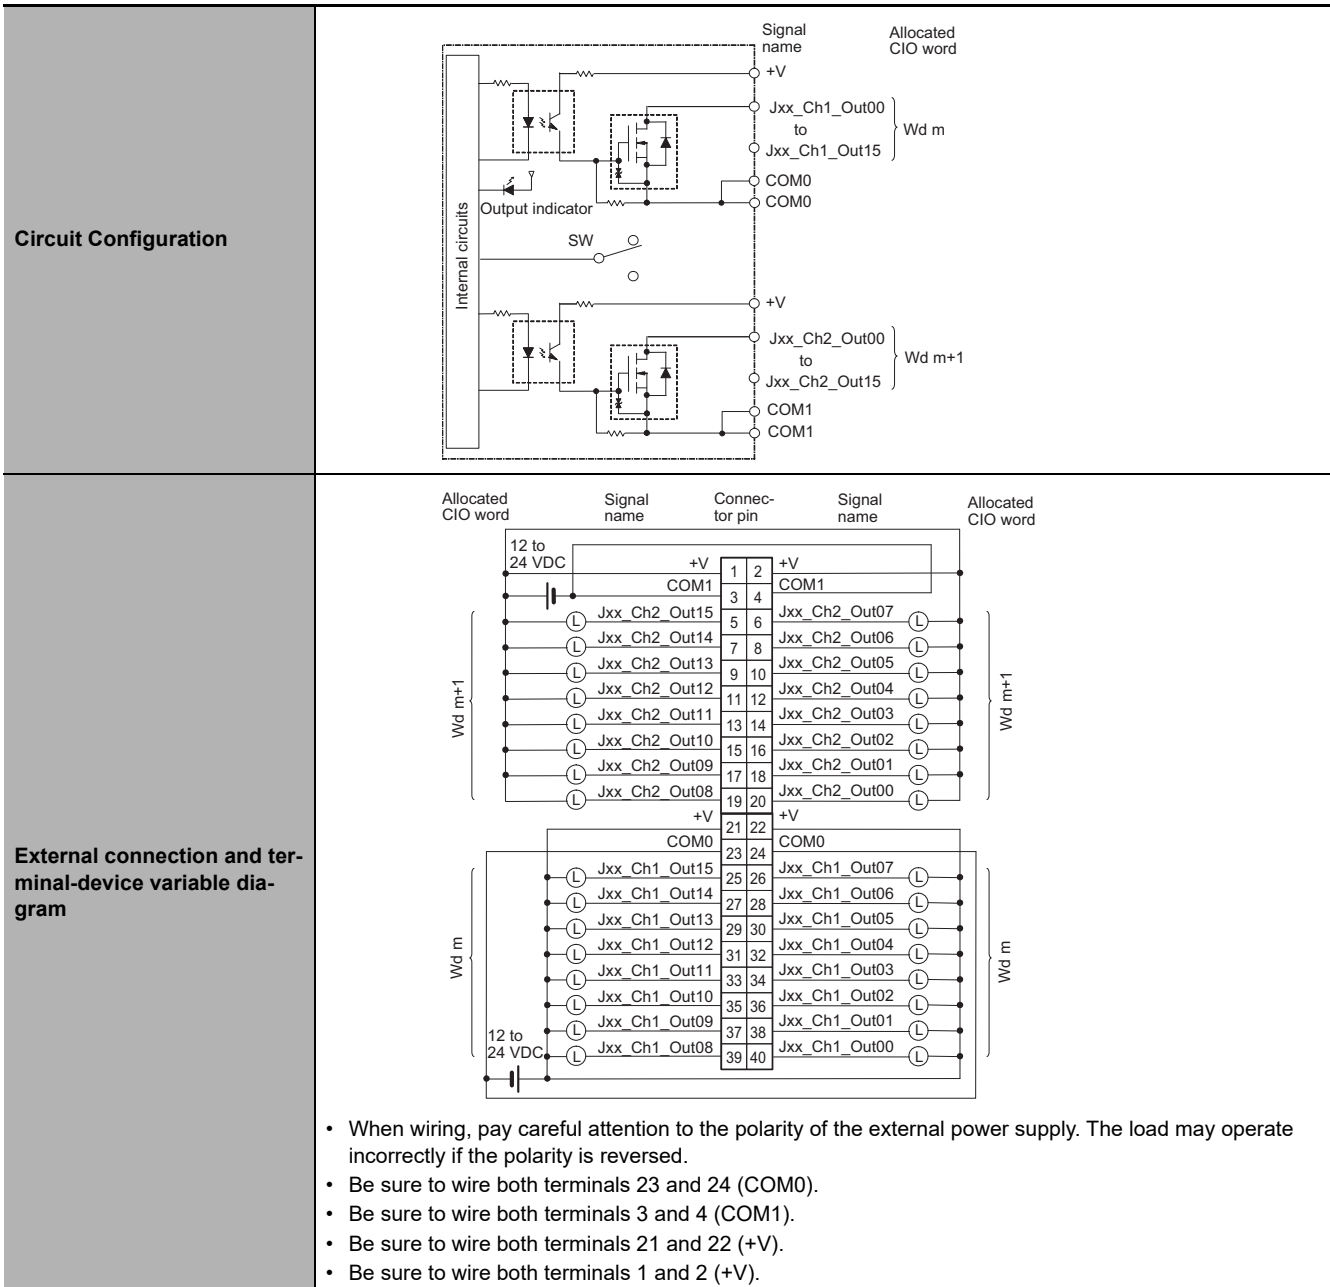 Circuit Configuration
Signal
name
Allocated
CIO word
+V
Jxx_Ch1_Out00
to
Wd m
Jxx_Ch1_Out15
COM0
COM0
Output indicator
Internal circuits
SW
+V
Jxx_Ch2_Out00
to
Wd m+1
Jxx_Ch2_Out15
COM1
COM1
External connection and ter-
minal-device variable dia-
gram
Allocated
CIO word
Signal
name
Connec-
tor pin
Signal
name
Allocated
CIO word
12 to
24 VDC
+V 1 2 +V
COM1 3 4 COM1
L Jxx_Ch2_Out15 5 6 Jxx_Ch2_Out07 L
L Jxx_Ch2_Out14 7 8 Jxx_Ch2_Out06 L
L Jxx_Ch2_Out13 9 10 Jxx_Ch2_Out05 L
L Jxx_Ch2_Out12 11 12 Jxx_Ch2_Out04 L
L Jxx_Ch2_Out11 13 14 Jxx_Ch2_Out03 L
L Jxx_Ch2_Out10 15 16 Jxx_Ch2_Out02 L
L Jxx_Ch2_Out09 17 18 Jxx_Ch2_Out01 L
L Jxx_Ch2_Out08 19 20 Jxx_Ch2_Out00 L
Wd m+1
Wd m+1
+V 21 22 +V
COM0 23 24 COM0
L Jxx_Ch1_Out15 25 26 Jxx_Ch1_Out07 L
L Jxx_Ch1_Out14 27 28 Jxx_Ch1_Out06 L
L Jxx_Ch1_Out13 29 30 Jxx_Ch1_Out05 L
L Jxx_Ch1_Out12 31 32 Jxx_Ch1_Out04 L
L Jxx_Ch1_Out11 33 34 Jxx_Ch1_Out03 L
L Jxx_Ch1_Out10 35 36 Jxx_Ch1_Out02 L
L Jxx_Ch1_Out09 37 38 Jxx_Ch1_Out01 L
L Jxx_Ch1_Out08 39 40 Jxx_Ch1_Out00 L
Wd m
Wd m
12 to
24 VDC
• When wiring, pay careful attention to the polarity of the external power supply. The load may operate
incorrectly if the polarity is reversed.
• Be sure to wire both terminals 23 and 24 (COM0).
• Be sure to wire both terminals 3 and 4 (COM1).
• Be sure to wire both terminals 21 and 22 (+V).
• Be sure to wire both terminals 1 and 2 (+V).